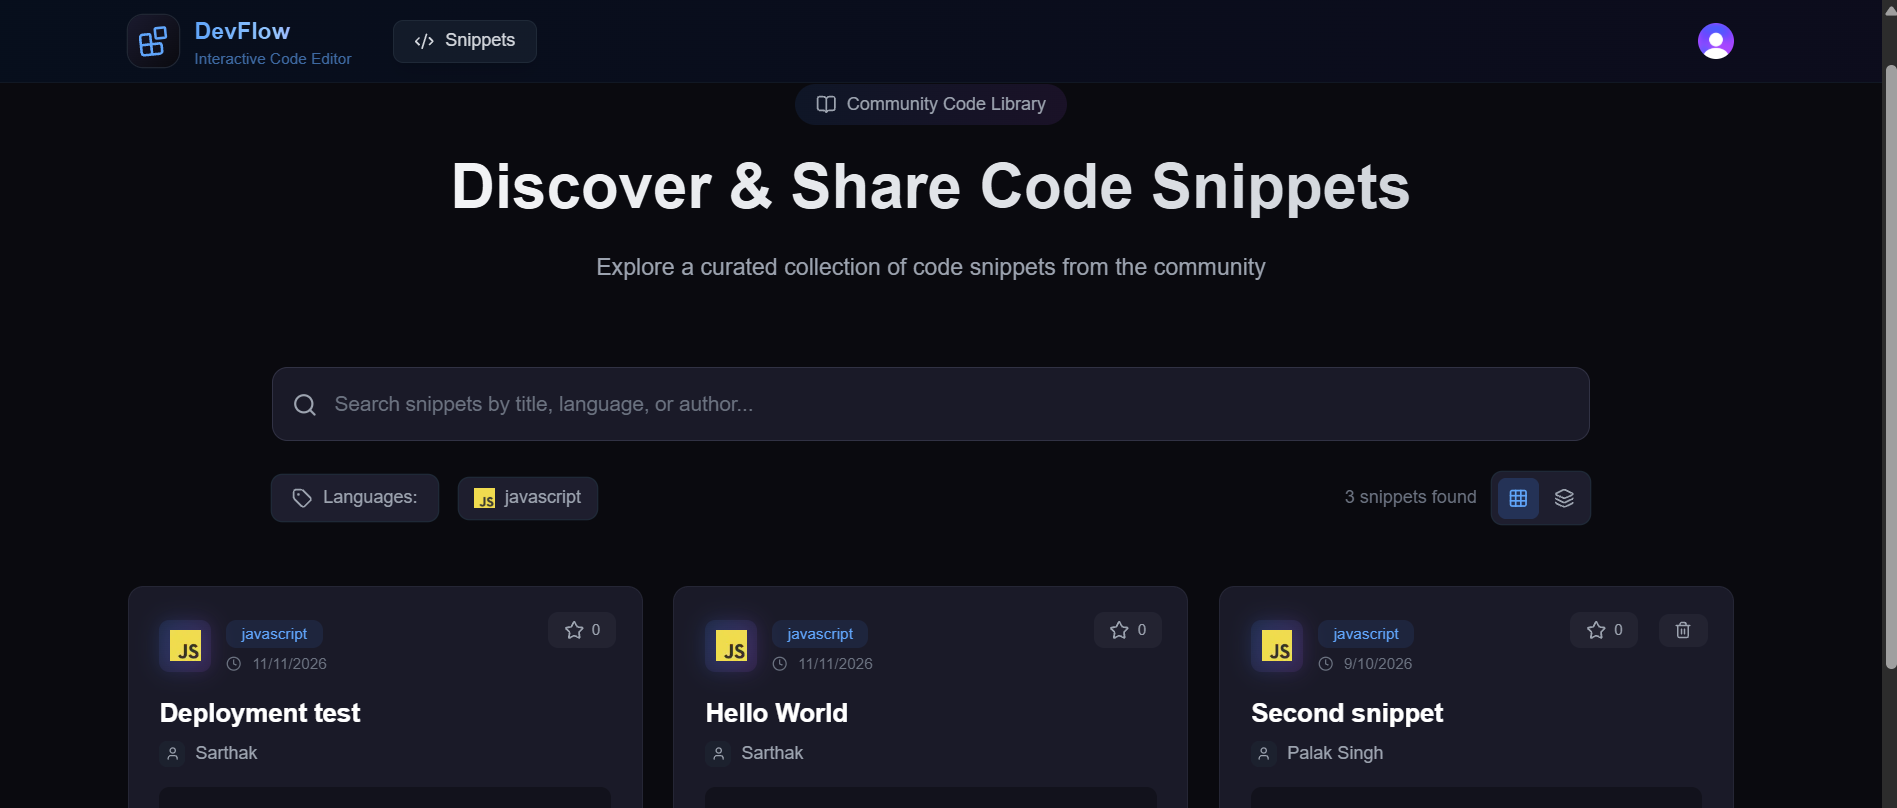 DevFlow
Interactive Code Editor
Snippets
Community Code Library
Discover & Share Code Snippets
Explore a curated collection of code snippets from the community
Search snippets by title, language, or author...
Languages:
JS javascript
3 snippets found
JS
javascript
11/11/2026
0
Deployment test
Sarthak
JS
javascript
11/11/2026
0
Hello World
Sarthak
JS
javascript
9/10/2026
0
Second snippet
Palak Singh